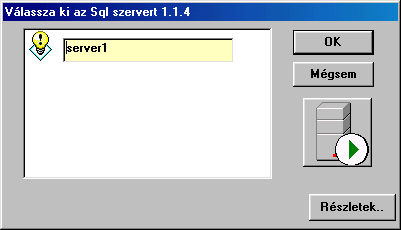 Válassza ki az Sql szervert 1.1.4
server1
OK
Mégsem
Részletek..